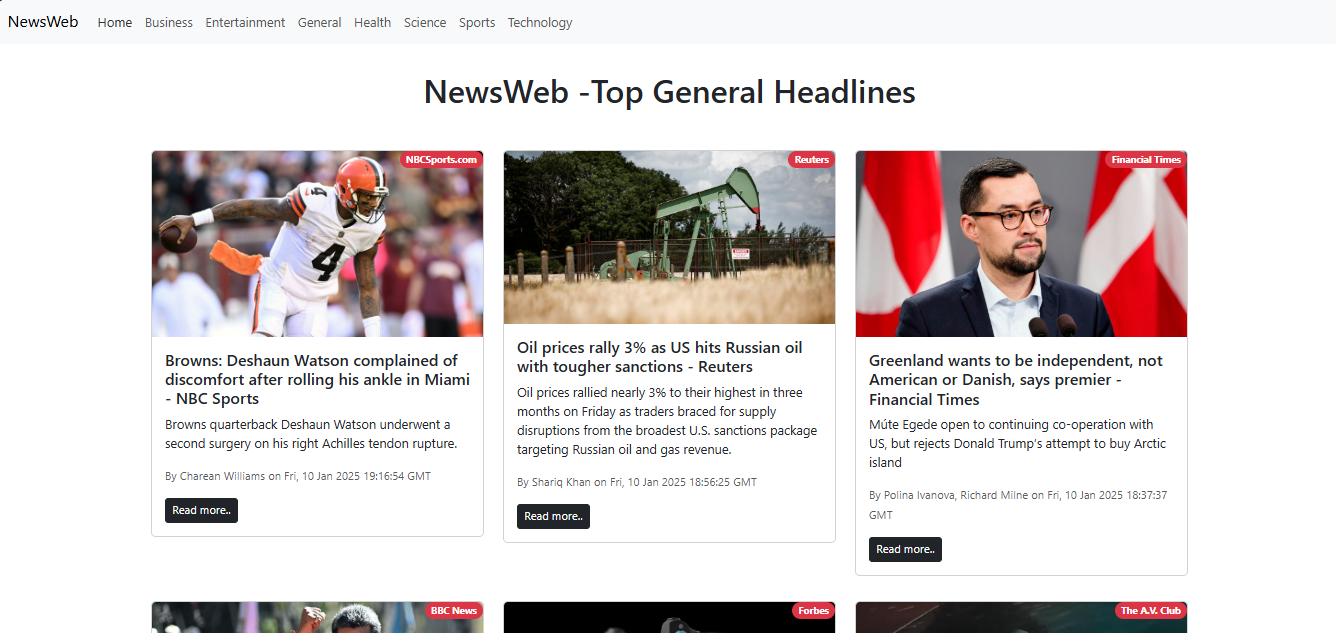 NewsWeb Home Business Entertainment General Health Science Sports Technology
NewsWeb -Top General Headlines
NBCSports.com
4
4
Browns: Deshaun Watson complained of
discomfort after rolling his ankle in Miami
- NBC Sports
Browns quarterback Deshaun Watson underwent a
second surgery on his right Achilles tendon rupture.
By Charean Williams on Fri, 10 Jan 2025 19:16:54 GMT
Read more..
Reuters
Oil prices rally 3% as US hits Russian oil
with tougher sanctions - Reuters
Oil prices rallied nearly 3% to their highest in three
months on Friday as traders braced for supply
disruptions from the broadest U.S. sanctions package
targeting Russian oil and gas revenue.
By Shariq Khan on Fri, 10 Jan 2025 18:56:25 GMT
Read more..
Financial Times
Greenland wants to be independent, not
American or Danish, says premier -
Financial Times
Múte Egede open to continuing co-operation with
US, but rejects Donald Trump’s attempt to buy Arctic
island
By Polina Ivanova, Richard Milne on Fri, 10 Jan 2025 18:37:37
GMT
Read more..
BBC News
Forbes
The A.V. Club